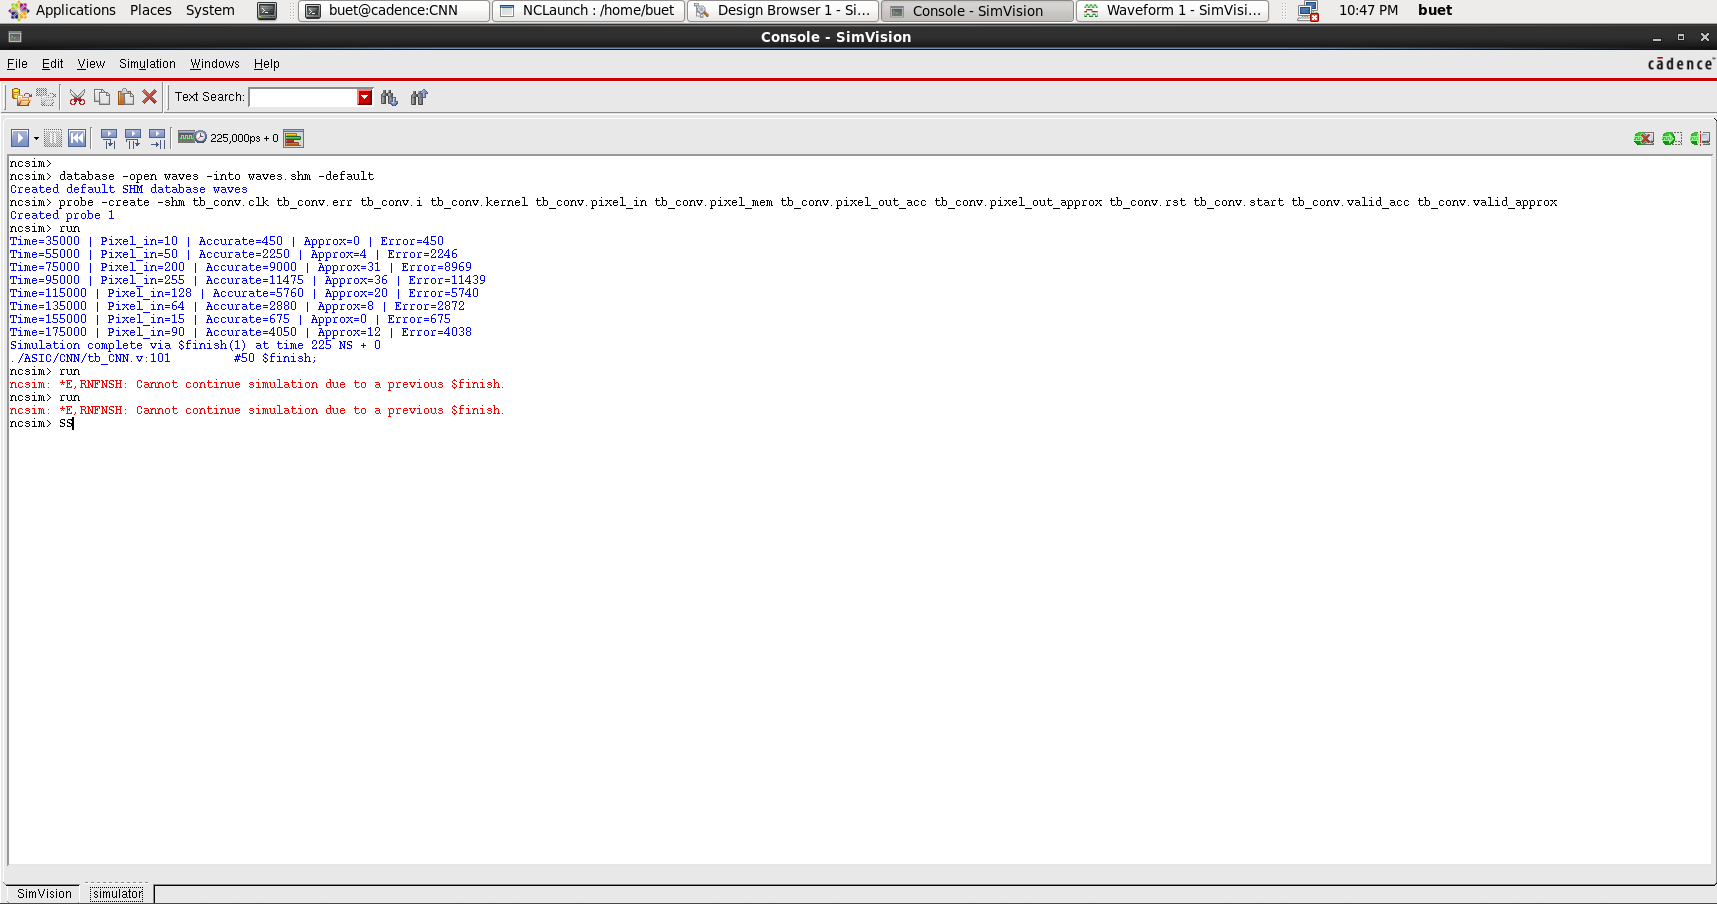 Applications Places System buet@cadence:CNN NCLaunch : /home/buet Design Browser 1 - Si... Console - SimVision Waveform 1 - SimVisi... 10:47 PM buet
Console - SimVision
File Edit View Simulation Windows Help cādence
Text Search:
225,000ps + 0
ncsim>
ncsim> database -open waves -into waves.shm -default
Created default SHM database waves
ncsim> probe -create -shm tb_conv.clk tb_conv.err tb_conv.i tb_conv.kernel tb_conv.pixel_in tb_conv.pixel_mem tb_conv.pixel_out_acc tb_conv.pixel_out_approx tb_conv.rst tb_conv.start tb_conv.valid_acc tb_conv.valid_approx
Created probe 1
ncsim> run
Time=35000 | Pixel_in=10 | Accurate=450 | Approx=0 | Error=450
Time=55000 | Pixel_in=50 | Accurate=2250 | Approx=4 | Error=2246
Time=75000 | Pixel_in=200 | Accurate=9000 | Approx=31 | Error=8969
Time=95000 | Pixel_in=255 | Accurate=11475 | Approx=36 | Error=11439
Time=115000 | Pixel_in=128 | Accurate=5760 | Approx=20 | Error=5740
Time=135000 | Pixel_in=64 | Accurate=2880 | Approx=8 | Error=2872
Time=155000 | Pixel_in=15 | Accurate=675 | Approx=0 | Error=675
Time=175000 | Pixel_in=90 | Accurate=4050 | Approx=12 | Error=4038
Simulation complete via $finish(1) at time 225 NS + 0
./ASIC/CNN/tb_CNN.v:101 #50 $finish;
ncsim> run
ncsim: *E,RNFNSH: Cannot continue simulation due to a previous $finish.
ncsim> run
ncsim: *E,RNFNSH: Cannot continue simulation due to a previous $finish.
ncsim> SS
SimVision simulator